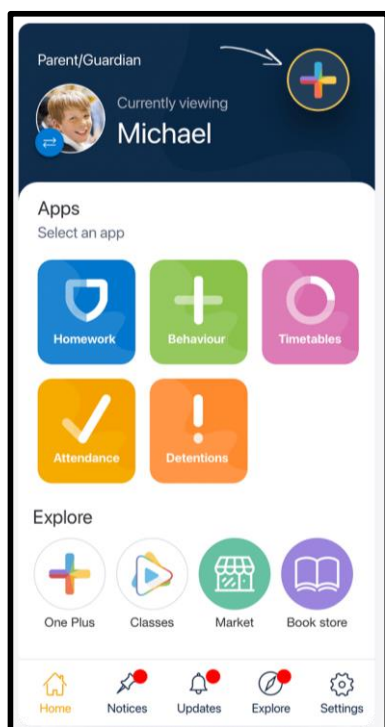 Parent/Guardian
Currently viewing
Michael
Apps
Select an app
Homework
Behaviour
Timetables
Attendance
Detentions
Explore
One Plus
Classes
Market
Book store
Home
Notices
Updates
Explore
Settings